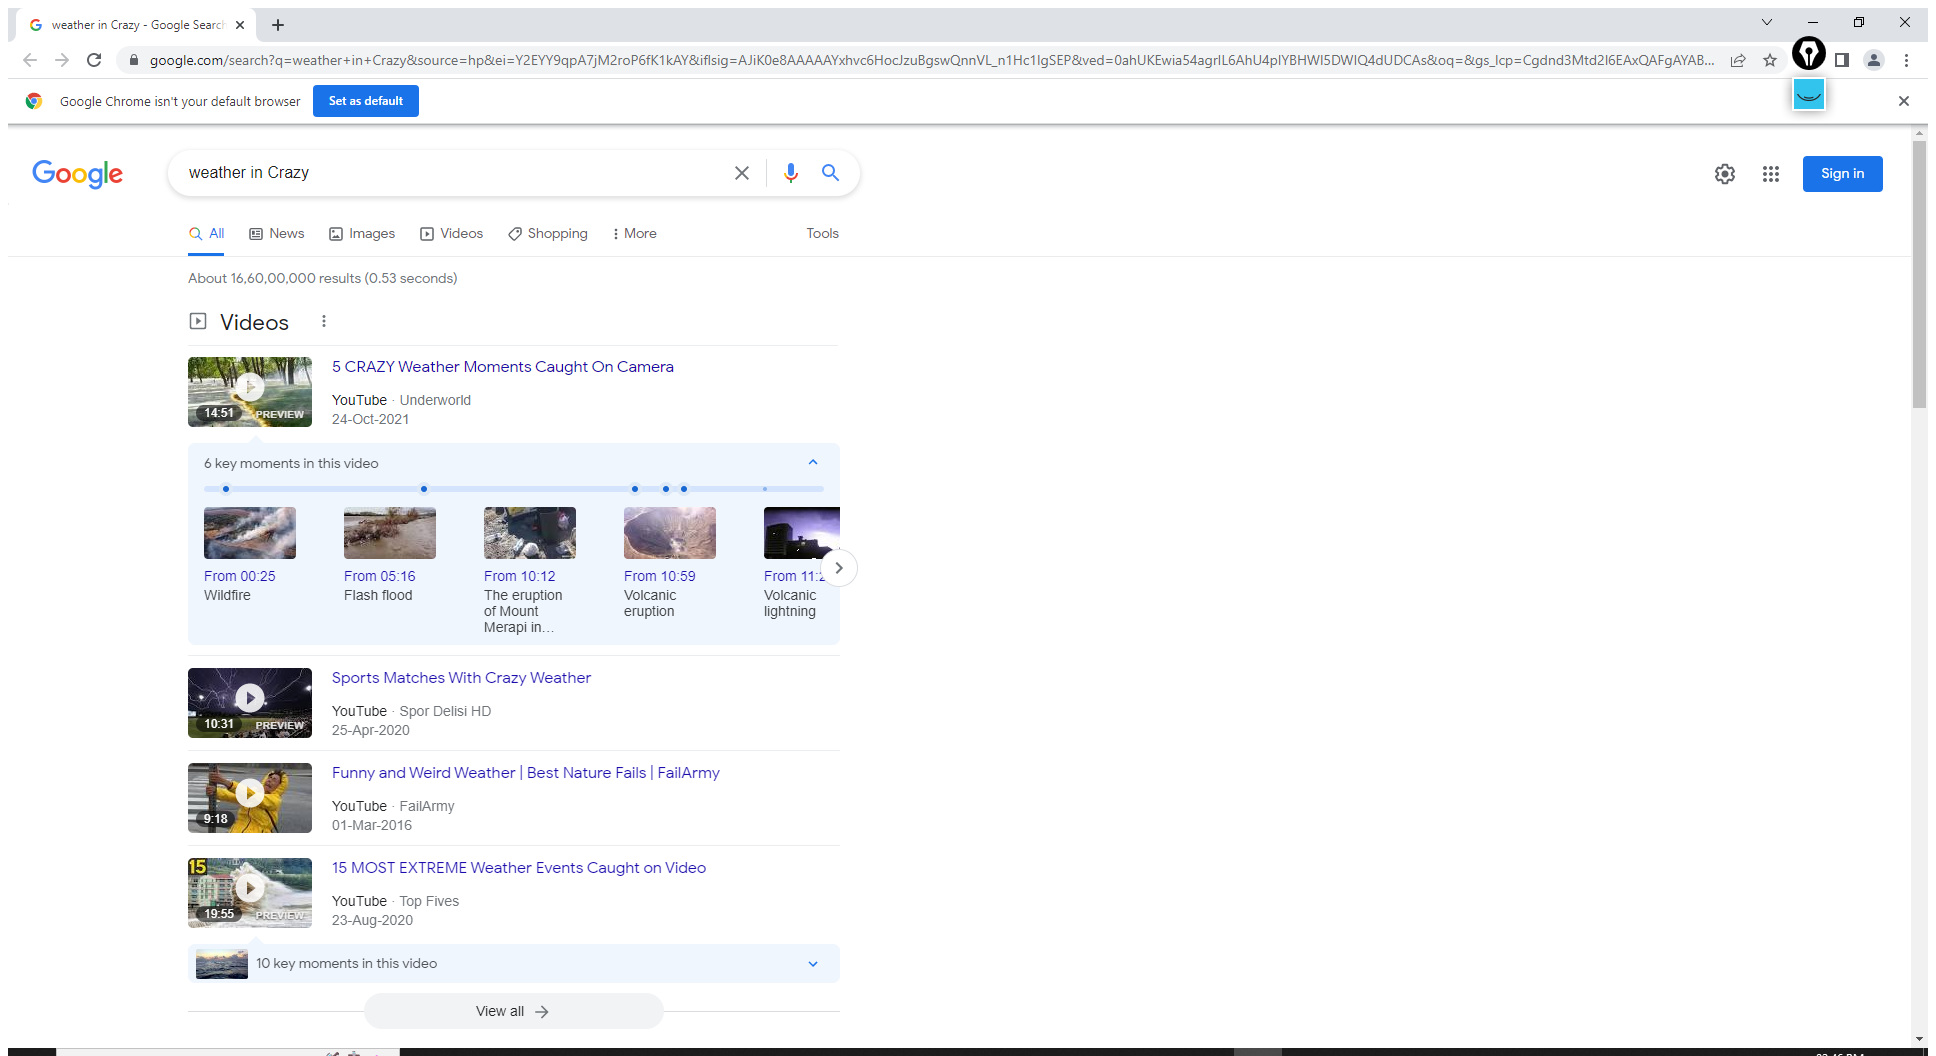 weather in Crazy - Google Search
google.com/search?q=weather+in+Crazy&source=hp&ei=Y2EYY9qpA7jM2roP6fK1kAY&iflsig=AJiK0e8AAAAAYxhvc6HocJzuBgswQnnVL_n1Hc1IgSEP&ved=0ahUKEwia54agrIL6AhU4pIYBHWl5DWIQ4dUDCAs&oq=&gs_lcp=Cgdnd3Mtd2l6EAxQAFgAYAB...
Google Chrome isn't your default browser
Set as default
Google
weather in Crazy
Sign in
All
News
Images
Videos
Shopping
More
Tools
About 16,60,00,000 results (0.53 seconds)
Videos
5 CRAZY Weather Moments Caught On Camera
YouTube · Underworld
24-Oct-2021
14:51 PREVIEW
6 key moments in this video
From 00:25
Wildfire
From 05:16
Flash flood
From 10:12
The eruption
of Mount
Merapi in…
From 10:59
Volcanic
eruption
From 11:2
Volcanic
lightning
Sports Matches With Crazy Weather
YouTube · Spor Delisi HD
25-Apr-2020
10:31 PREVIEW
Funny and Weird Weather | Best Nature Fails | FailArmy
YouTube · FailArmy
01-Mar-2016
9:18
15 MOST EXTREME Weather Events Caught on Video
YouTube · Top Fives
23-Aug-2020
15
19:55 PREVIEW
10 key moments in this video
View all